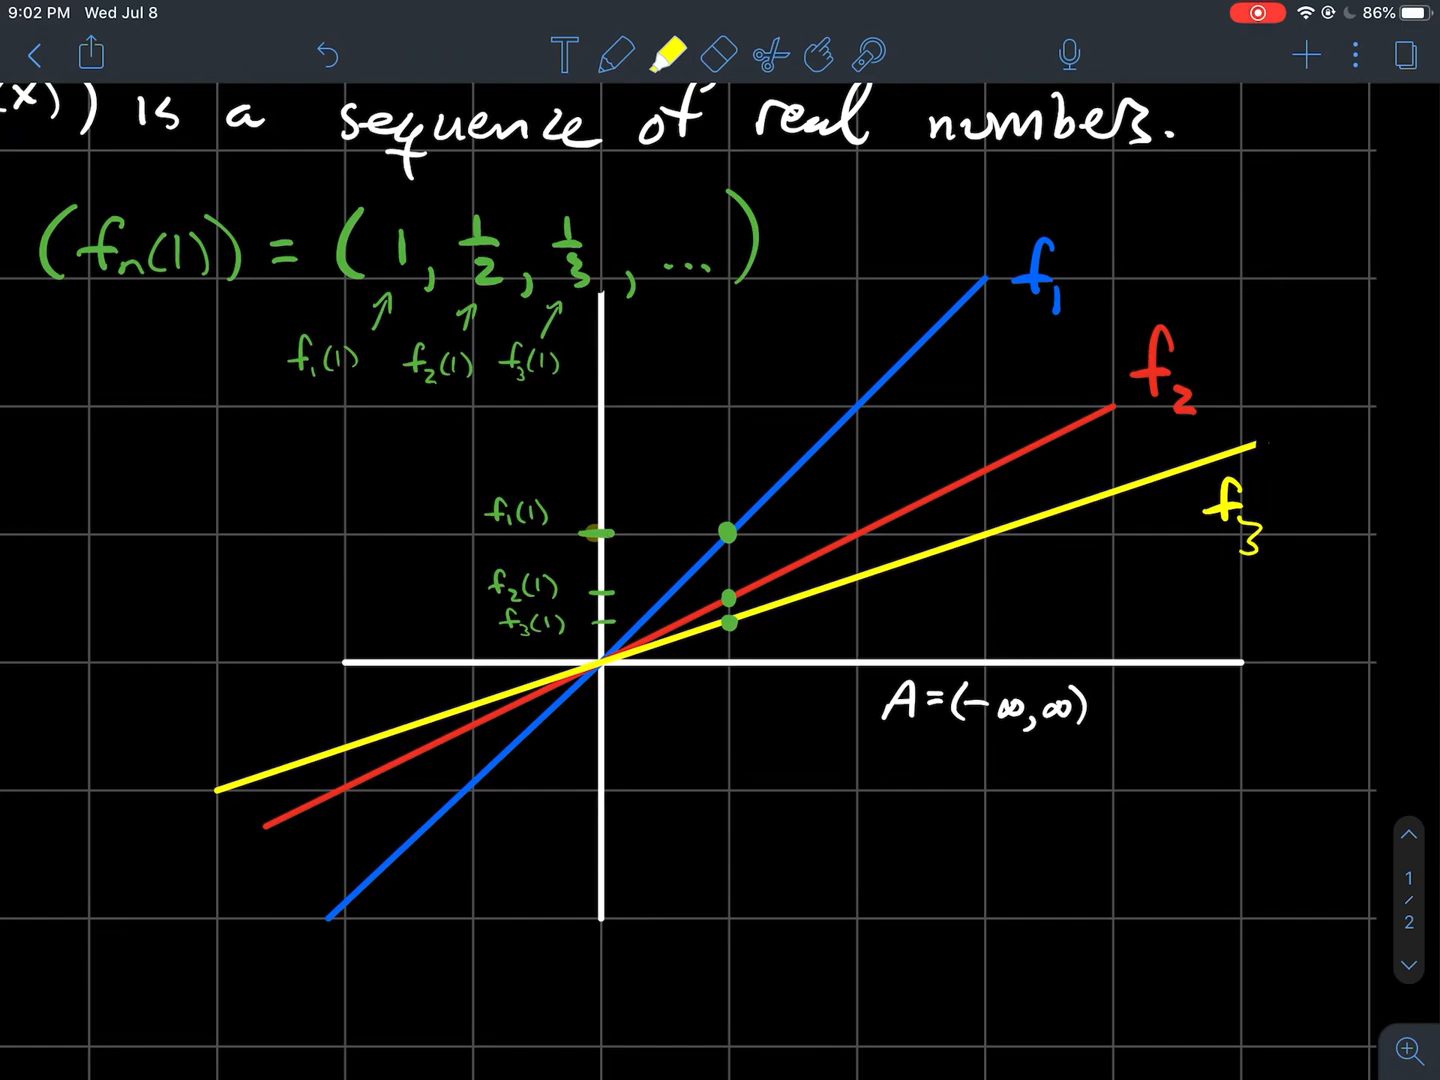 9:02 PM Wed Jul 8 86%
(x)) is a sequence of real numbers.
(fₙ(1)) = (1, 1/2, 1/3, ...)
f₁(1) f₂(1) f₃(1)
f₁
f₂
f₃
f₁(1)
f₂(1)
f₃(1)
A=(-∞,∞)
1
/
2